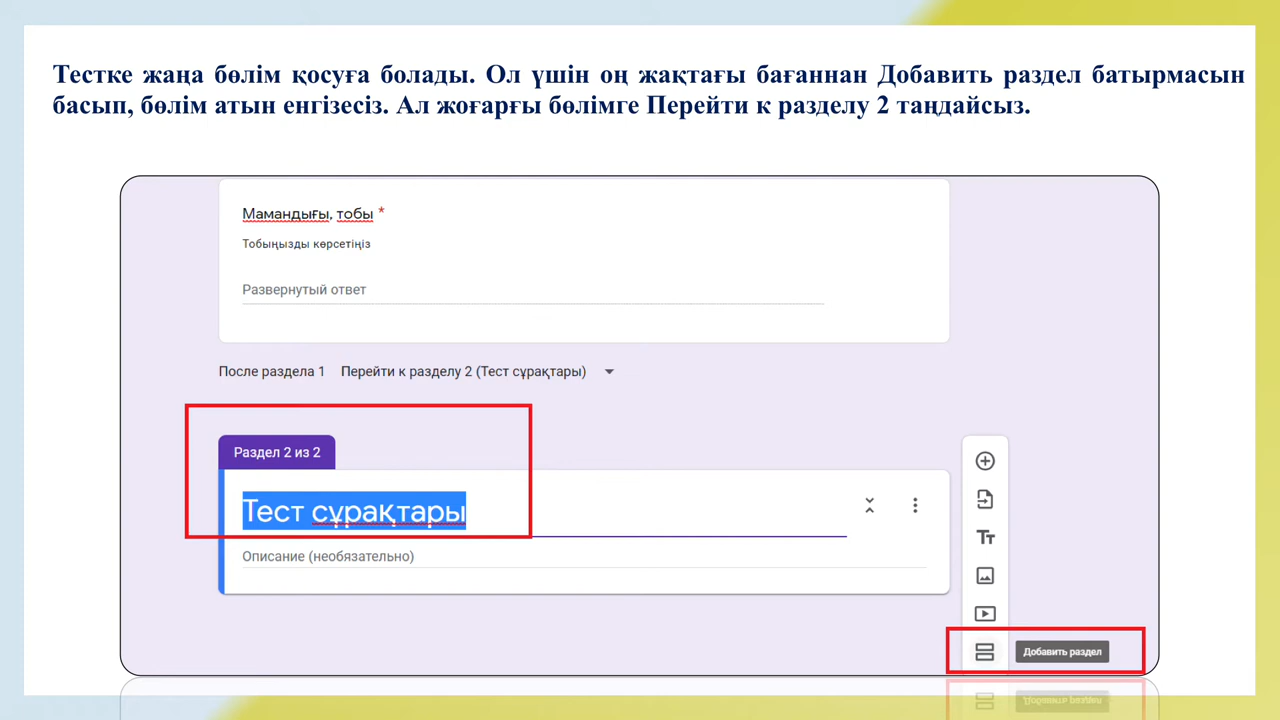 Тестке жаңа бөлім қосуға болады. Ол үшін оң жақтағы бағаннан Добавить раздел батырмасын
басып, бөлім атын енгізесіз. Ал жоғарғы бөлімге Перейти к разделу 2 таңдайсыз.
Мамандығы, тобы *
Тобыңызды көрсетіңіз
Развернутый ответ
После раздела 1 Перейти к разделу 2 (Тест сұрақтары)
Раздел 2 из 2
Тест сұрақтары
Описание (необязательно)
Тт
Добавить раздел